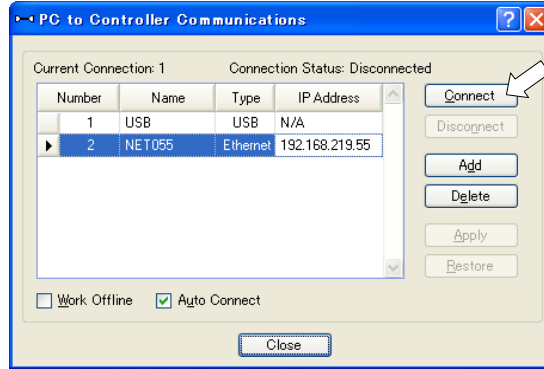 PC to Controller Communications
Current Connection: 1 Connection Status: Disconnected
Number Name Type IP Address
1 USB USB N/A
2 NET055 Ethernet 192.168.219.55
Connect
Disconnect
Add
Delete
Apply
Restore
Work Offline Auto Connect
Close